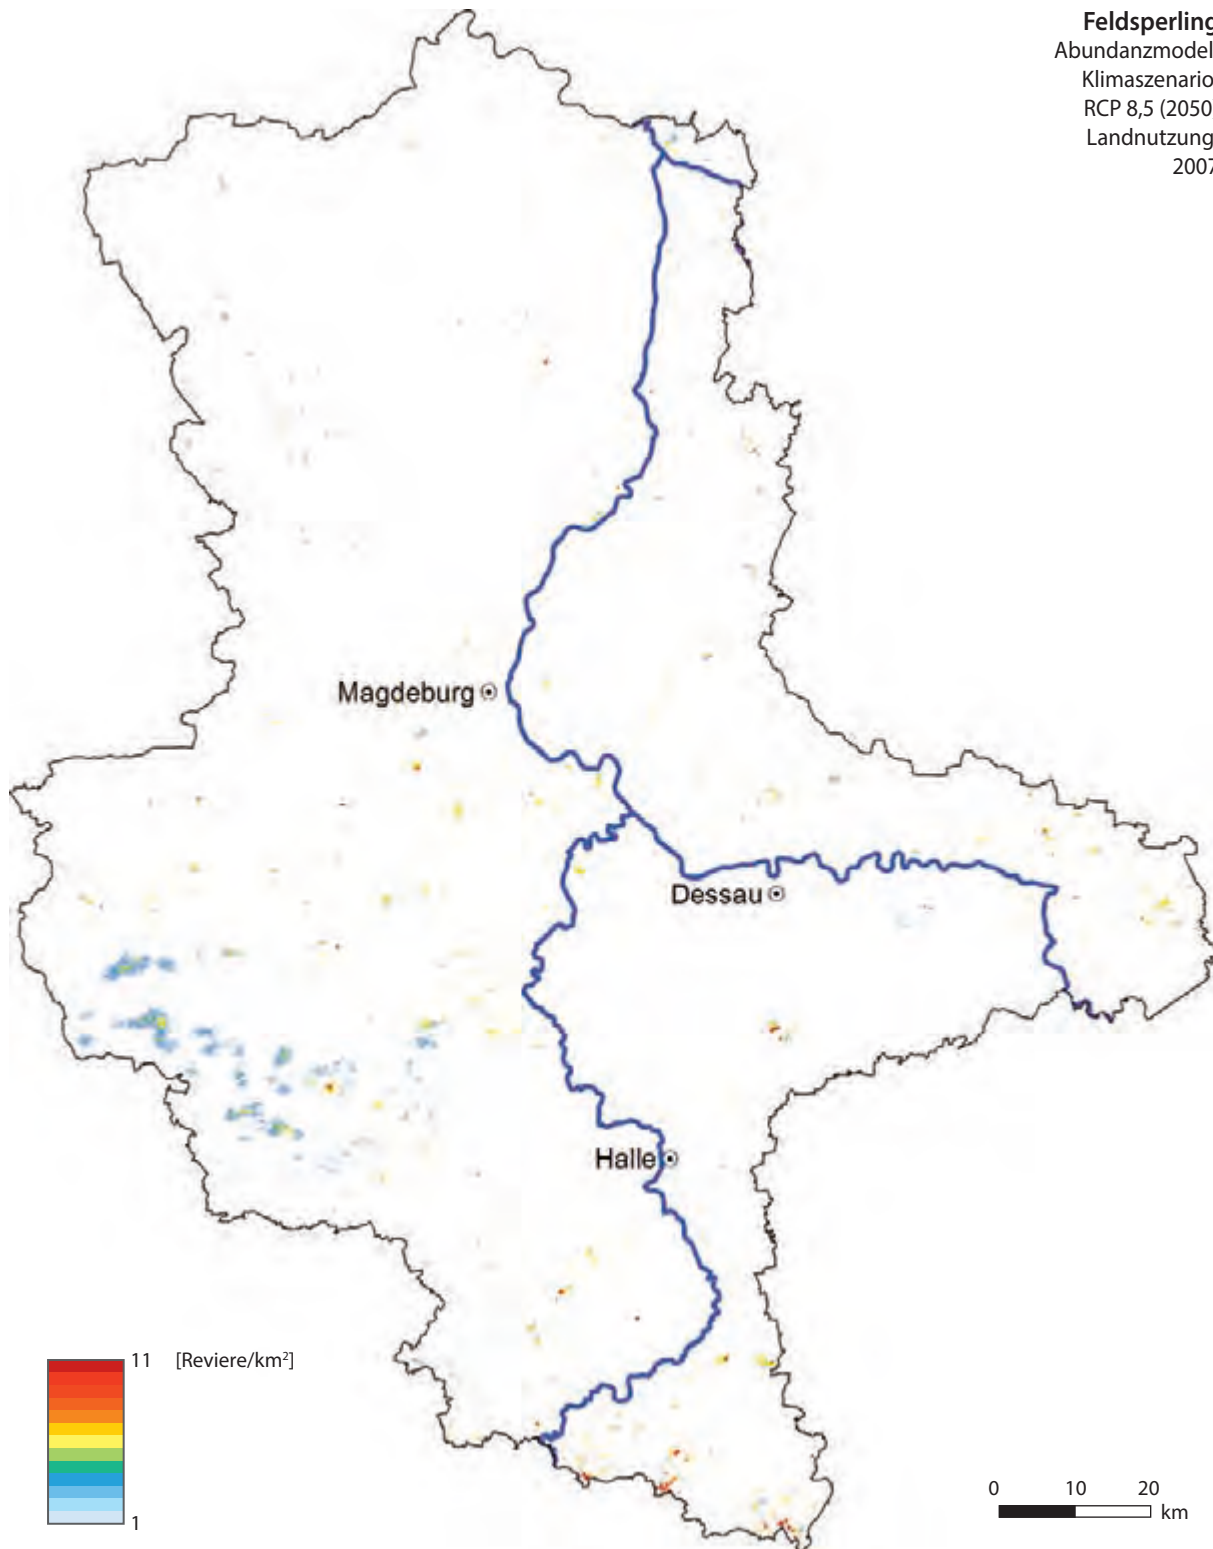 Feldsperling
Abundanzmodell
Klimaszenario
RCP 8,5 (2050)
Landnutzung
2007
Magdeburg
Dessau
Halle
11 [Reviere/km²]
1
0 10 20
km